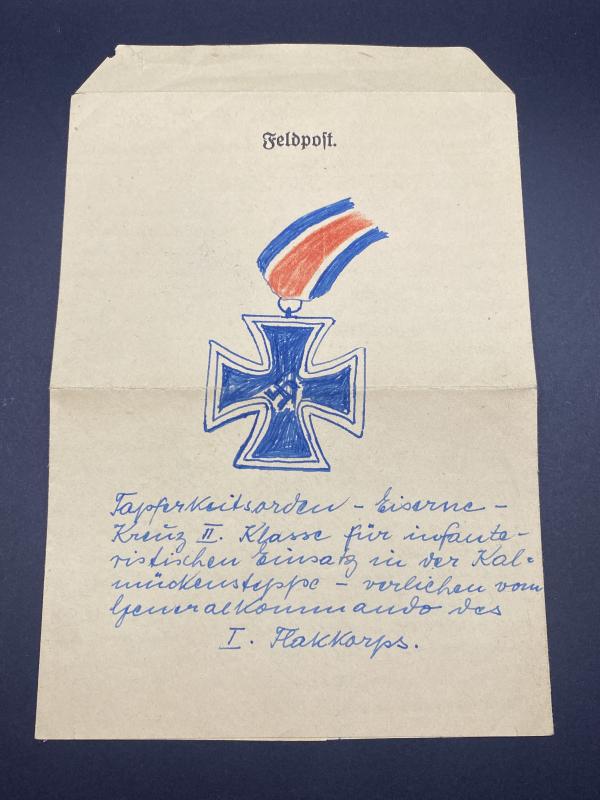 Feldpost.
Tapferkeitsorden – Eiserne –
Kreuz II. Klasse für infante-
ristischen Einsatz in der Kal-
mückensteppe – verliehen vom
Generalkommando des
I. Flakkorps.